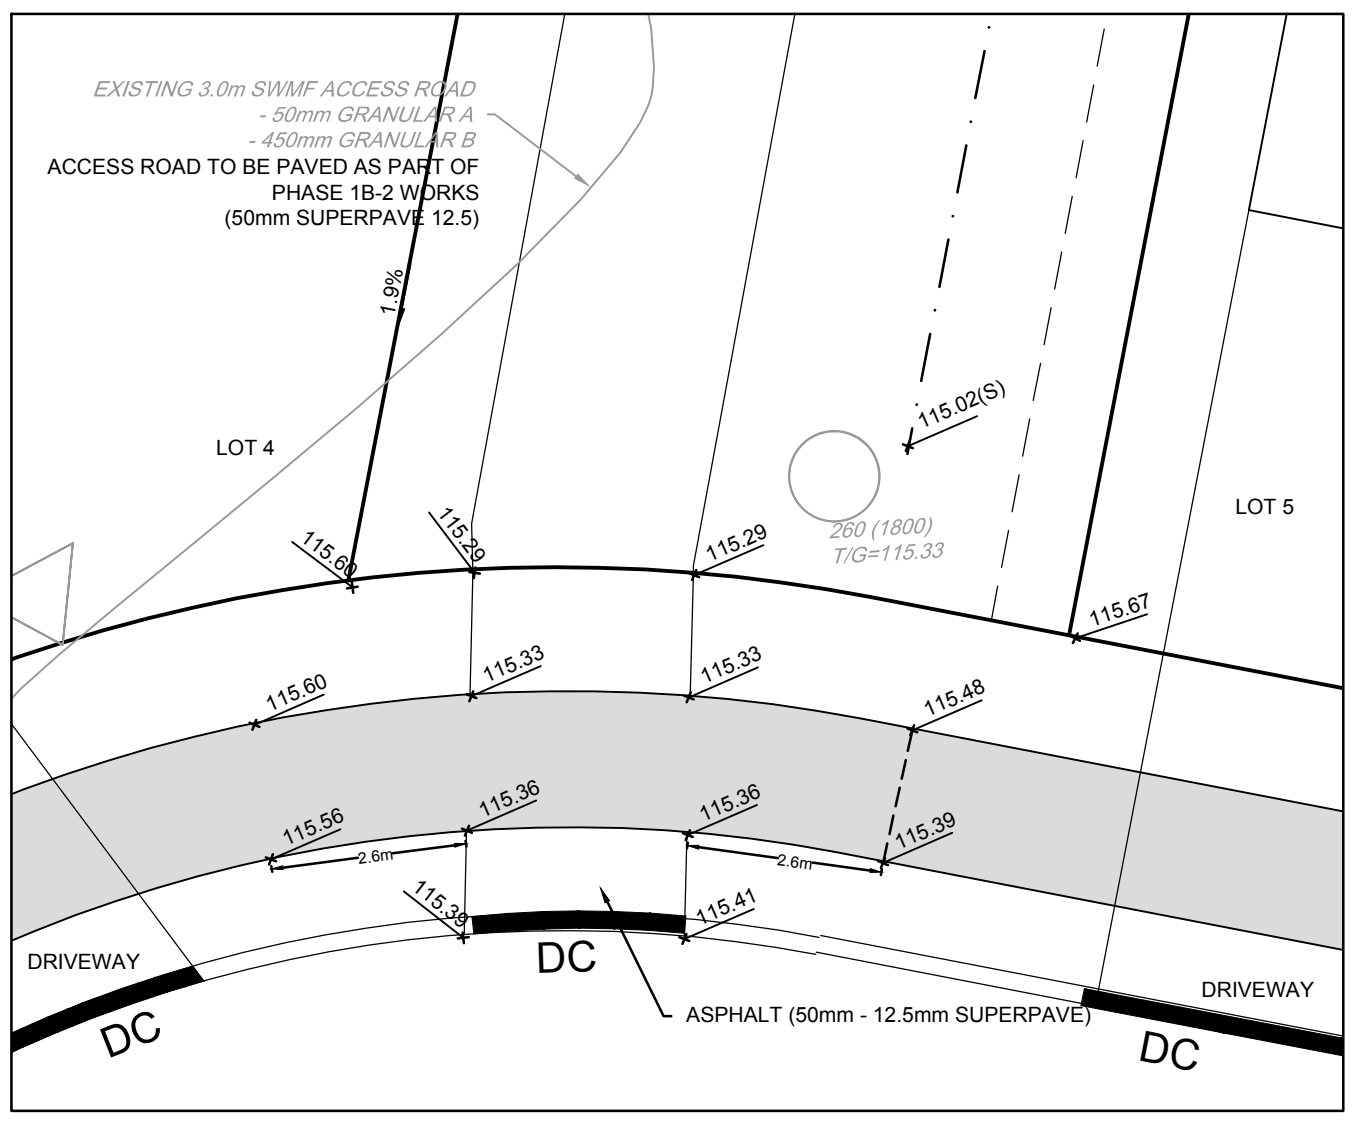 EXISTING 3.0m SWMF ACCESS ROAD
- 50mm GRANULAR A
- 450mm GRANULAR B
ACCESS ROAD TO BE PAVED AS PART OF
PHASE 1B-2 WORKS
(50mm SUPERPAVE 12.5)
1.9%
115.02(S)
LOT 4
LOT 5
260 (1800)
T/G=115.33
115.60
115.29
115.29
115.67
115.60
115.33
115.33
115.48
115.56
115.36
115.36
115.39
2.6m
2.6m
115.39
115.41
DRIVEWAY
DC
DC
DRIVEWAY
ASPHALT (50mm - 12.5mm SUPERPAVE)
DC